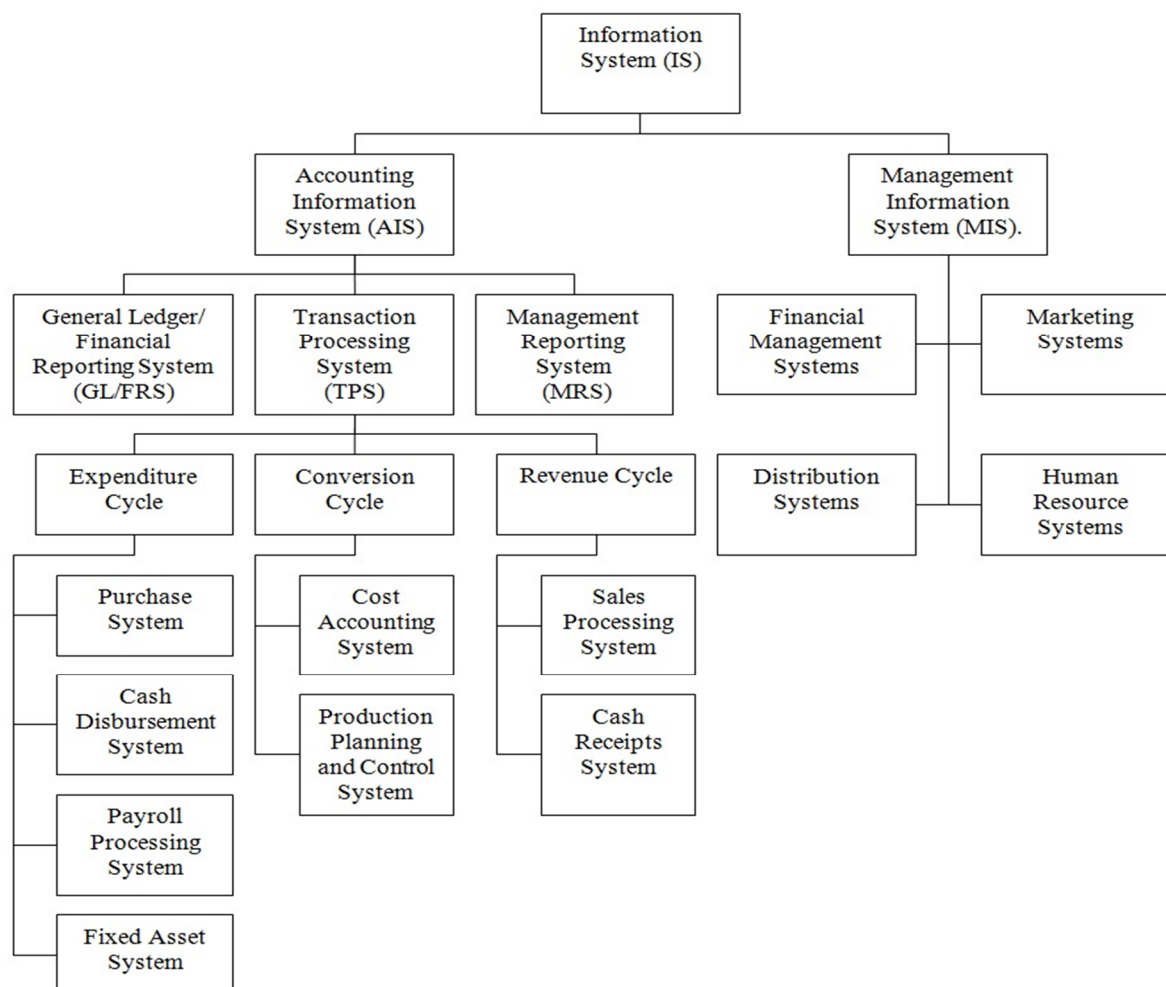 Information
System (IS)
Accounting
Information
System (AIS)
Management
Information
System (MIS).
General Ledger/
Financial
Reporting System
(GL/FRS)
Transaction
Processing
System
(TPS)
Management
Reporting
System
(MRS)
Financial
Management
Systems
Marketing
Systems
Expenditure
Cycle
Conversion
Cycle
Revenue Cycle
Distribution
Systems
Human
Resource
Systems
Purchase
System
Cash
Disbursement
System
Payroll
Processing
System
Fixed Asset
System
Cost
Accounting
System
Production
Planning
and Control
System
Sales
Processing
System
Cash
Receipts
System